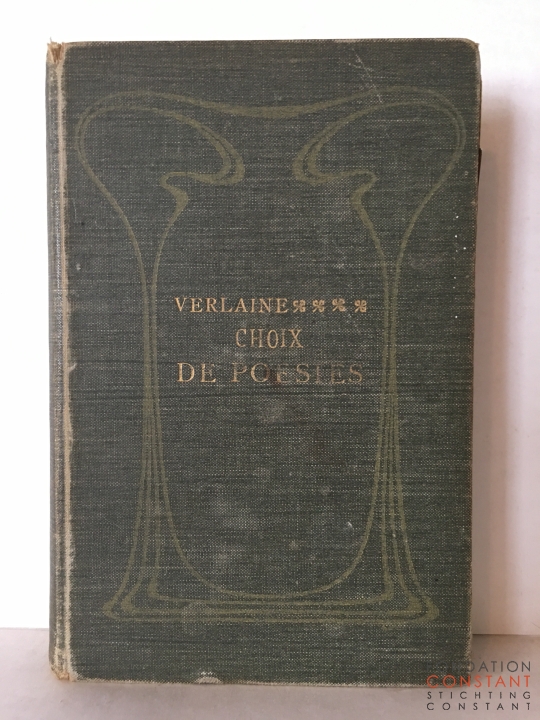 VERLAINE
CHOIX
DE POESIES
FONDATION
CONSTANT
STICHTING
CONSTANT